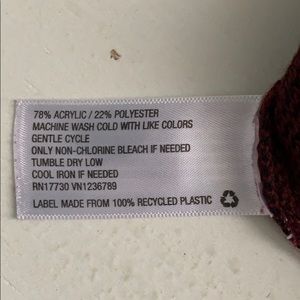 78% ACRYLIC / 22% POLYESTER
MACHINE WASH COLD WITH LIKE COLORS
GENTLE CYCLE
ONLY NON-CHLORINE BLEACH IF NEEDED
TUMBLE DRY LOW
COOL IRON IF NEEDED
RN17730 VN1236789
LABEL MADE FROM 100% RECYCLED PLASTIC